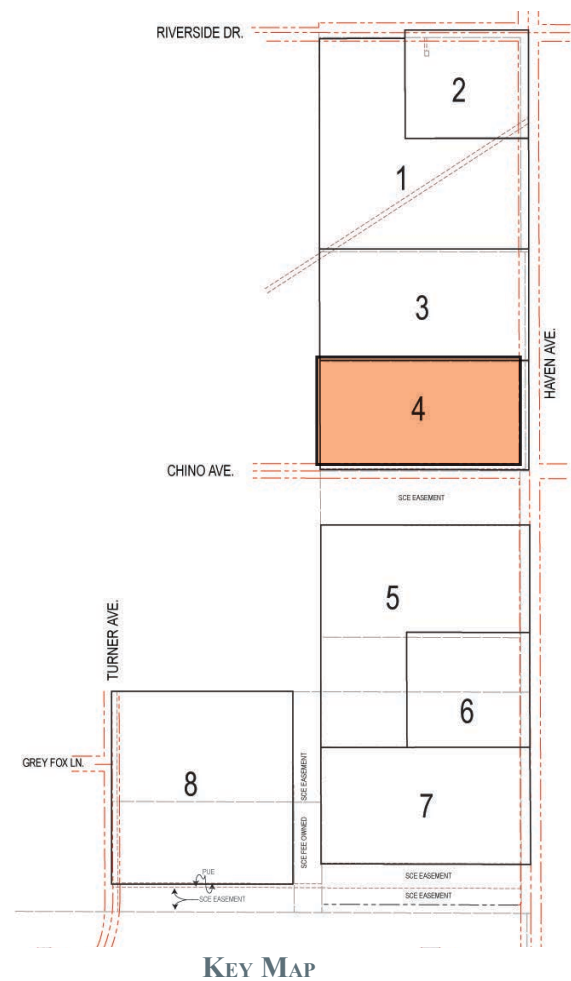 RIVERSIDE DR.
2
1
3
HAVEN AVE.
4
CHINO AVE.
SCE EASEMENT
5
TURNER AVE.
6
GREY FOX LN.
SCE EASEMENT
8
7
SCE FEE OWNED
PUE
SCE EASEMENT
SCE EASEMENT
SCE EASEMENT
KEY MAP